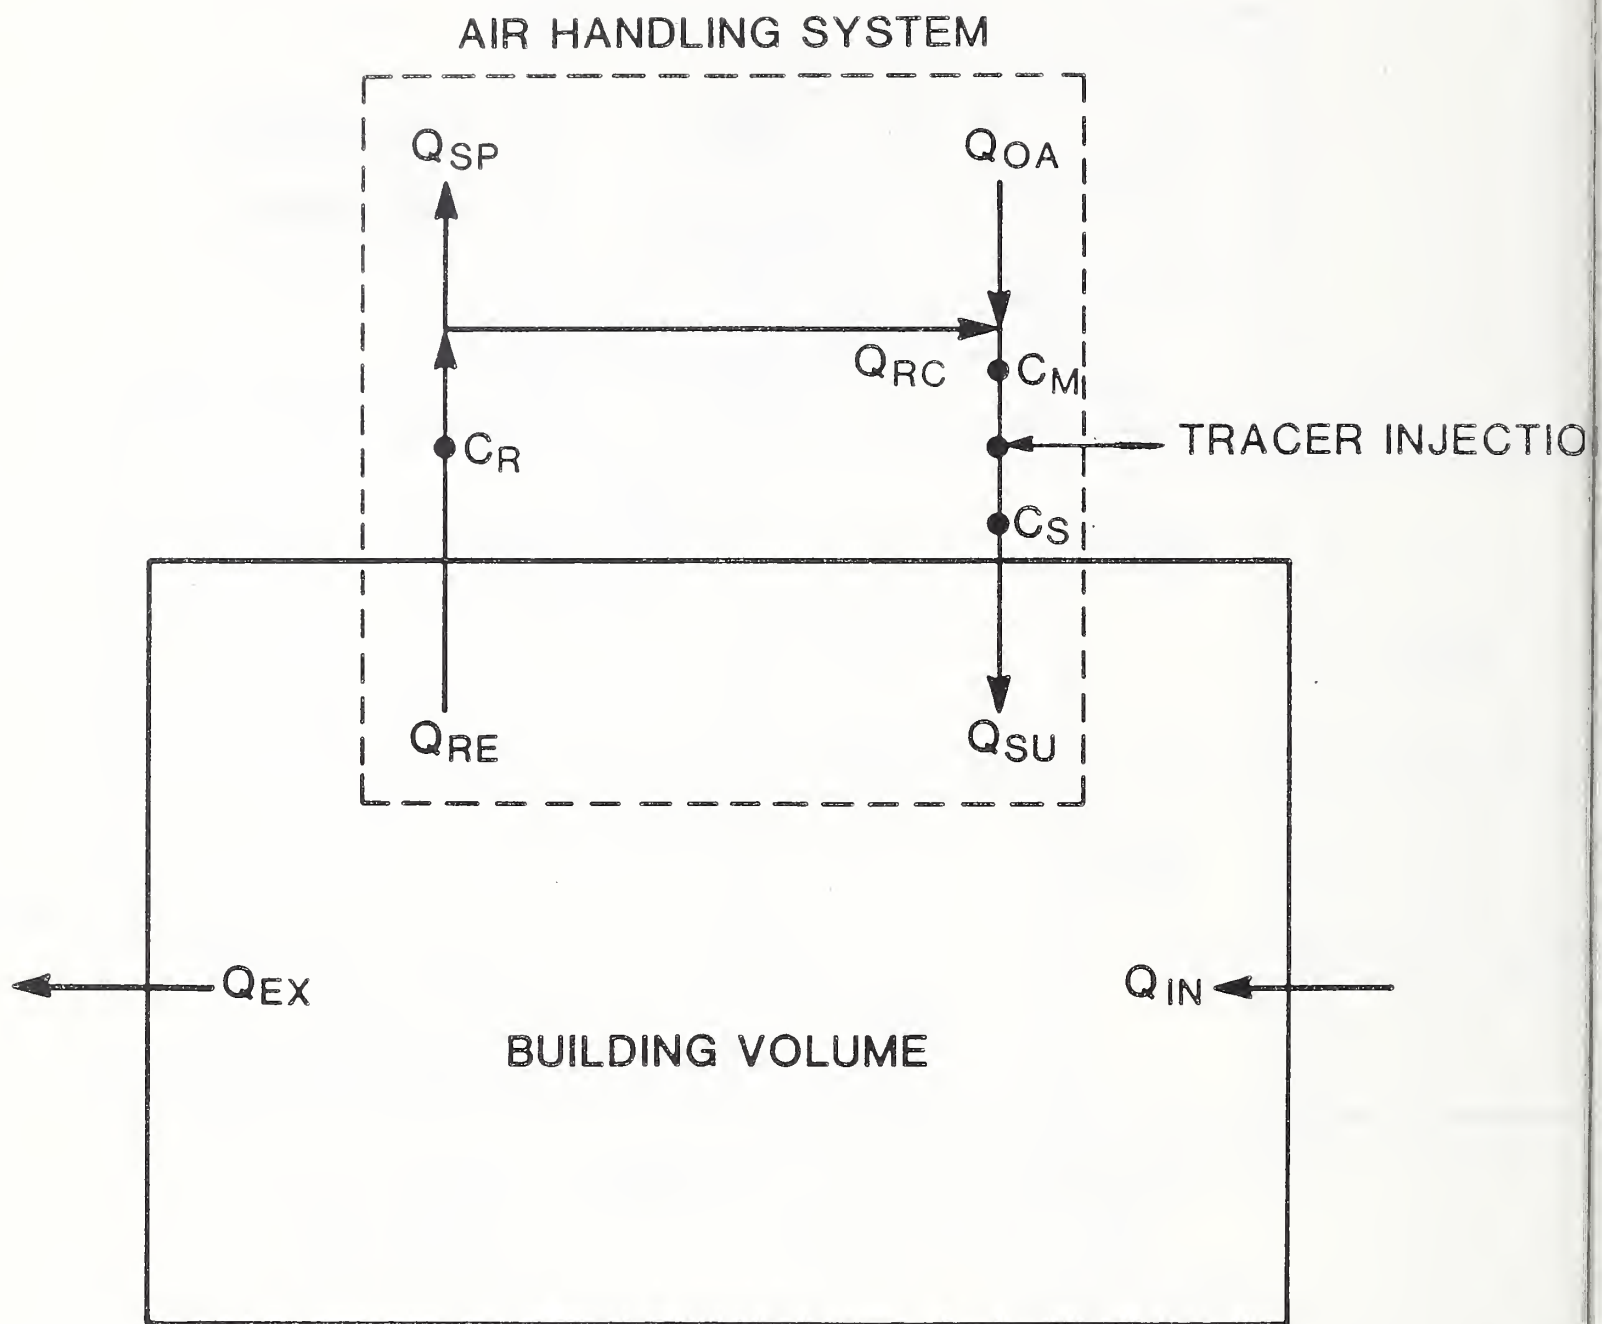 AIR HANDLING SYSTEM
QSP
QOA
QRC
CM
CR
TRACER INJECTIO
CS
QRE
QSU
QEX
QIN
BUILDING VOLUME